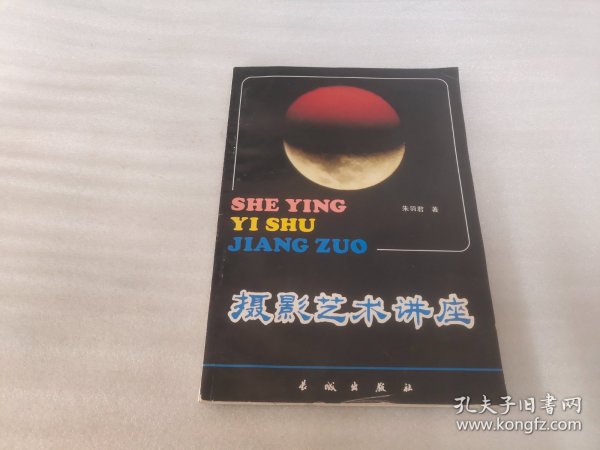 SHE YING
YI SHU
JIANG ZUO
朱羽君 著
摄影艺术讲座
长城出版社
孔夫子旧书网
www.kongfz.com